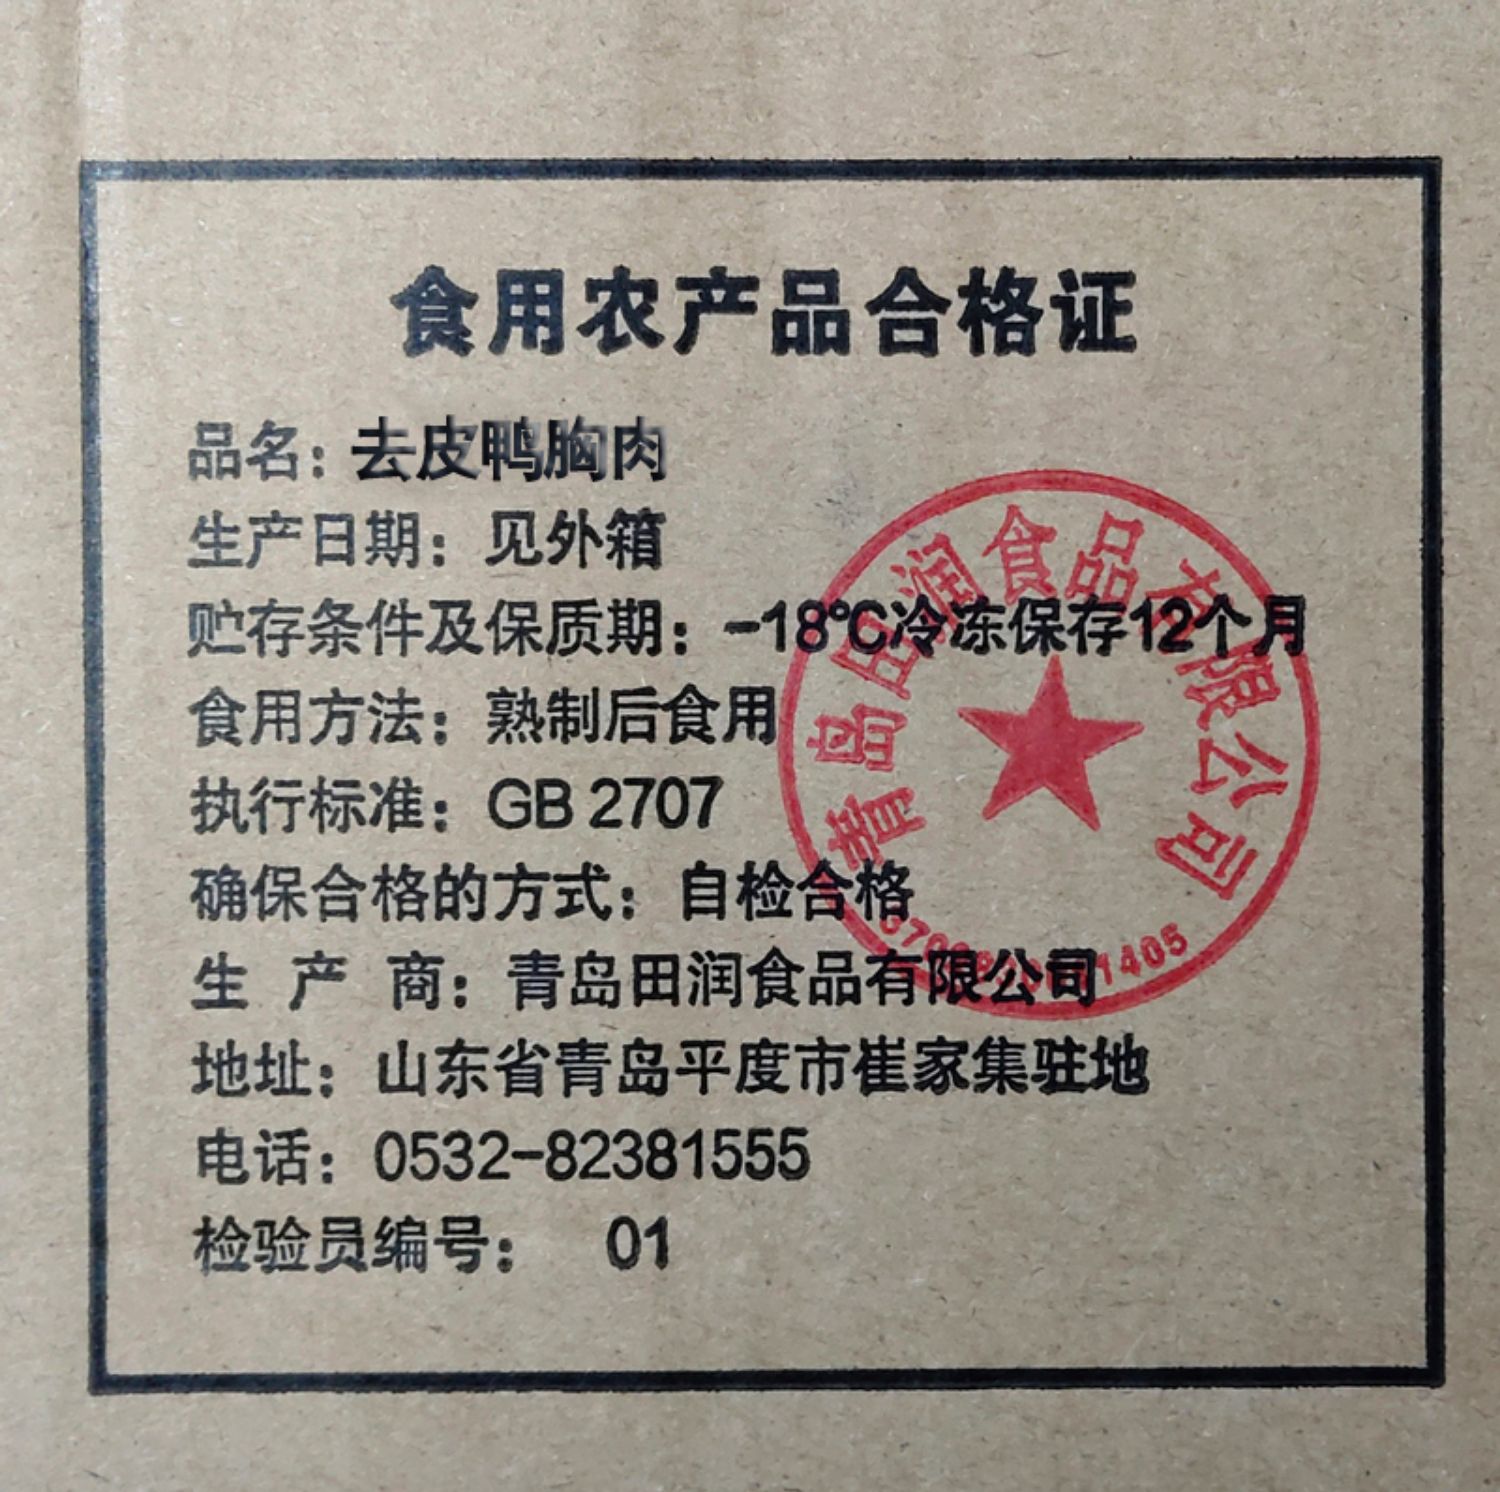 食用农产品合格证
品名：去皮鸭胸肉
生产日期：见外箱
贮存条件及保质期：-18℃冷冻保存12个月
食用方法：熟制后食用
执行标准：GB 2707
确保合格的方式：自检合格
生 产 商：青岛田润食品有限公司
地址：山东省青岛平度市崔家集驻地
电话：0532-82381555
检验员编号： 01
青岛田润食品有限公司